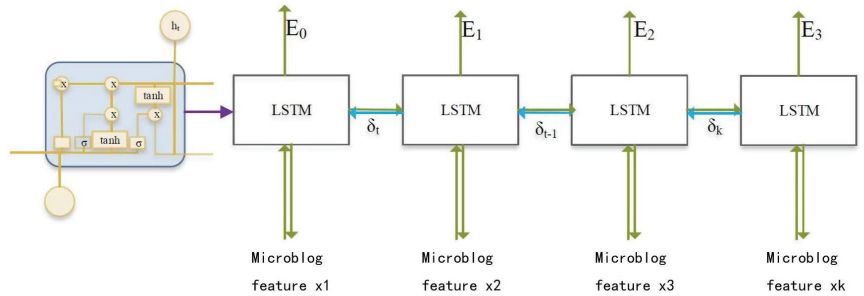 h_t
x
x
tanh
x
x
σ
tanh
σ
E_0
E_1
E_2
E_3
LSTM
LSTM
LSTM
LSTM
δ_t
δ_t-1
δ_k
Microblog
feature x1
Microblog
feature x2
Microblog
feature x3
Microblog
feature xk